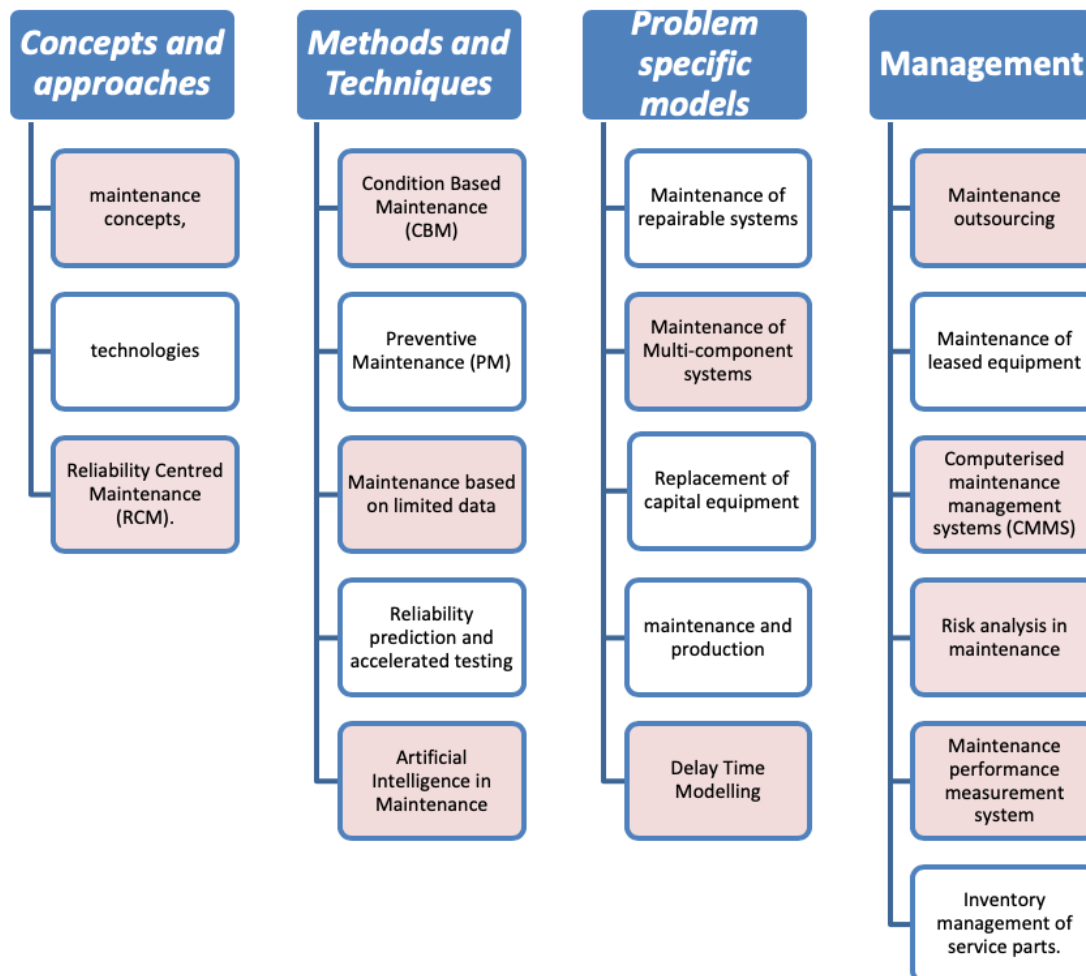 Concepts and
approaches
maintenance
concepts,
technologies
Reliability Centred
Maintenance
(RCM).
Methods and
Techniques
Condition Based
Maintenance
(CBM)
Preventive
Maintenance (PM)
Maintenance based
on limited data
Reliability
prediction and
accelerated testing
Artificial
Intelligence in
Maintenance
Problem
specific
models
Maintenance of
repairable systems
Maintenance of
Multi-component
systems
Replacement of
capital equipment
maintenance and
production
Delay Time
Modelling
Management
Maintenance
outsourcing
Maintenance of
leased equipment
Computerised
maintenance
management
systems (CMMS)
Risk analysis in
maintenance
Maintenance
performance
measurement
system
Inventory
management of
service parts.